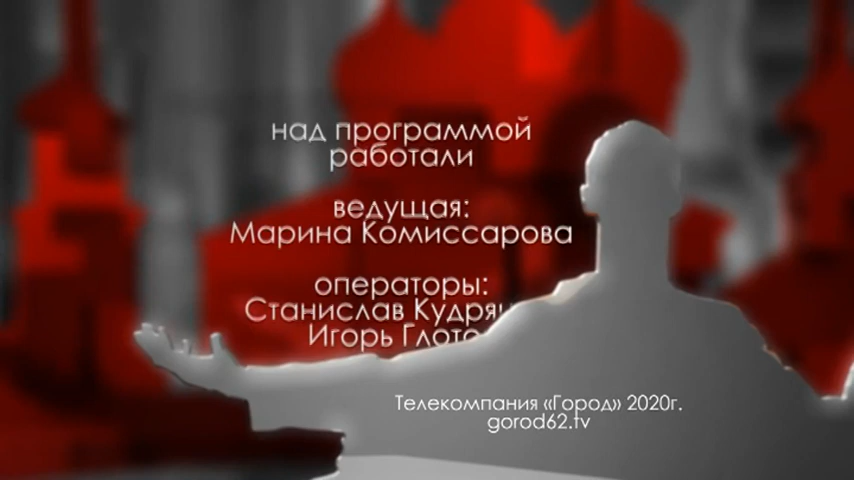 над программой
работали
ведущая:
Марина Комиссарова
операторы:
Станислав
Игорь
Телекомпания «Город» 2020г.
gorod62.tv